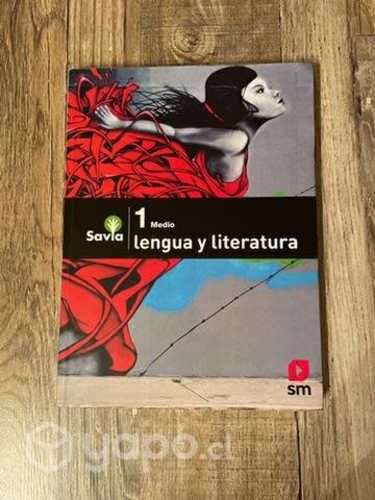 Savia
1 Medio
lengua y literatura
sm
yapo.cl